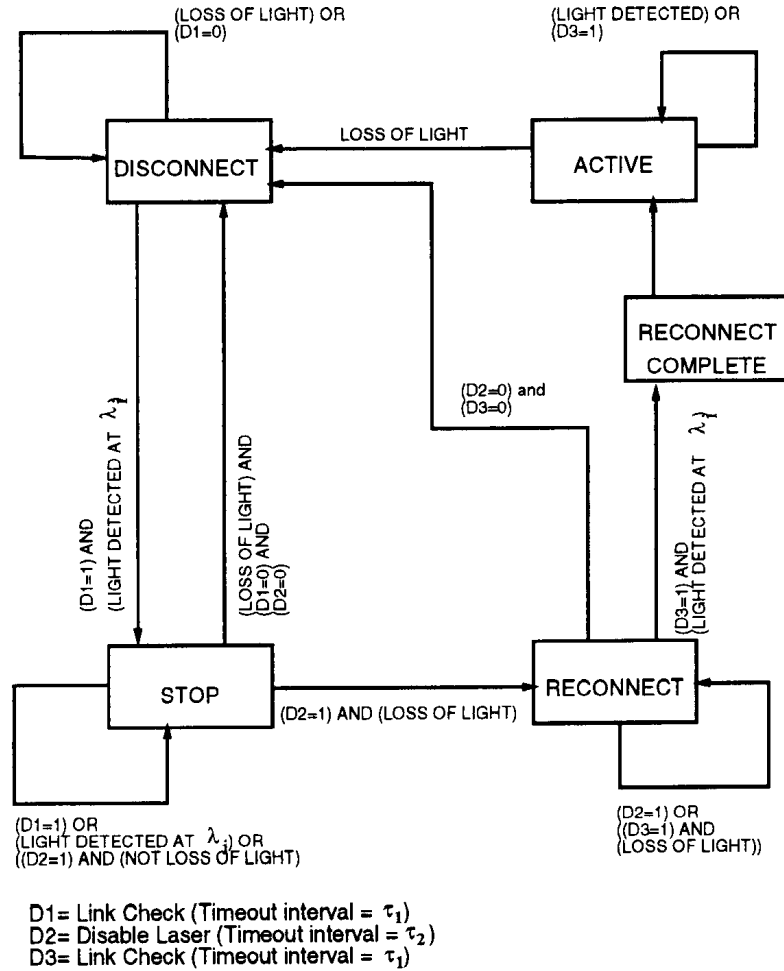 (LOSS OF LIGHT) OR
(D1=0)
(LIGHT DETECTED) OR
(D3=1)
DISCONNECT
LOSS OF LIGHT
ACTIVE
RECONNECT
COMPLETE
(D2=0) and
(D3=0)
(D1=1) AND
(LIGHT DETECTED AT λj)
(LOSS OF LIGHT) AND
(D1=0) AND
(D2=0)
(D3=1) AND
(LIGHT DETECTED AT λi)
STOP
(D2=1) AND (LOSS OF LIGHT)
RECONNECT
(D1=1) OR
(LIGHT DETECTED AT λj) OR
((D2=1) AND (NOT LOSS OF LIGHT)
(D2=1) OR
((D3=1) AND
(LOSS OF LIGHT))
D1= Link Check (Timeout interval = τ1)
D2= Disable Laser (Timeout interval = τ2)
D3= Link Check (Timeout interval = τ1)